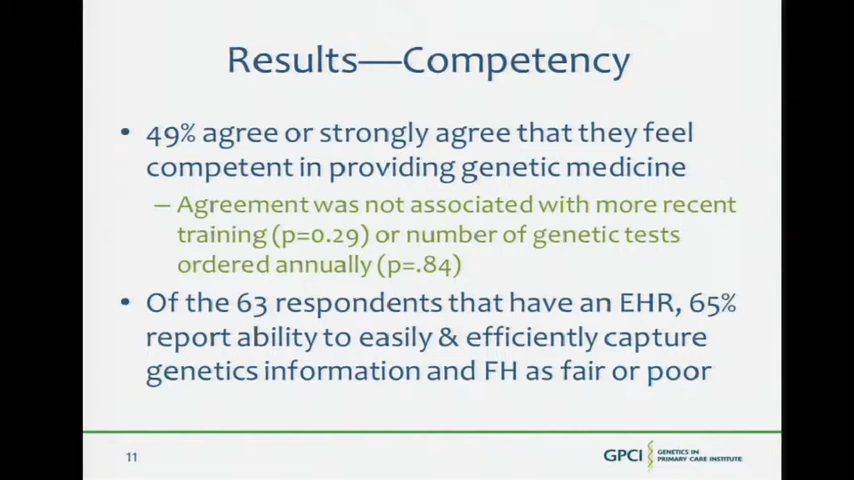 Results—Competency
• 49% agree or strongly agree that they feel
competent in providing genetic medicine
– Agreement was not associated with more recent
training (p=0.29) or number of genetic tests
ordered annually (p=.84)
• Of the 63 respondents that have an EHR, 65%
report ability to easily & efficiently capture
genetics information and FH as fair or poor
11
GPCI
GENETICS IN
PRIMARY CARE INSTITUTE